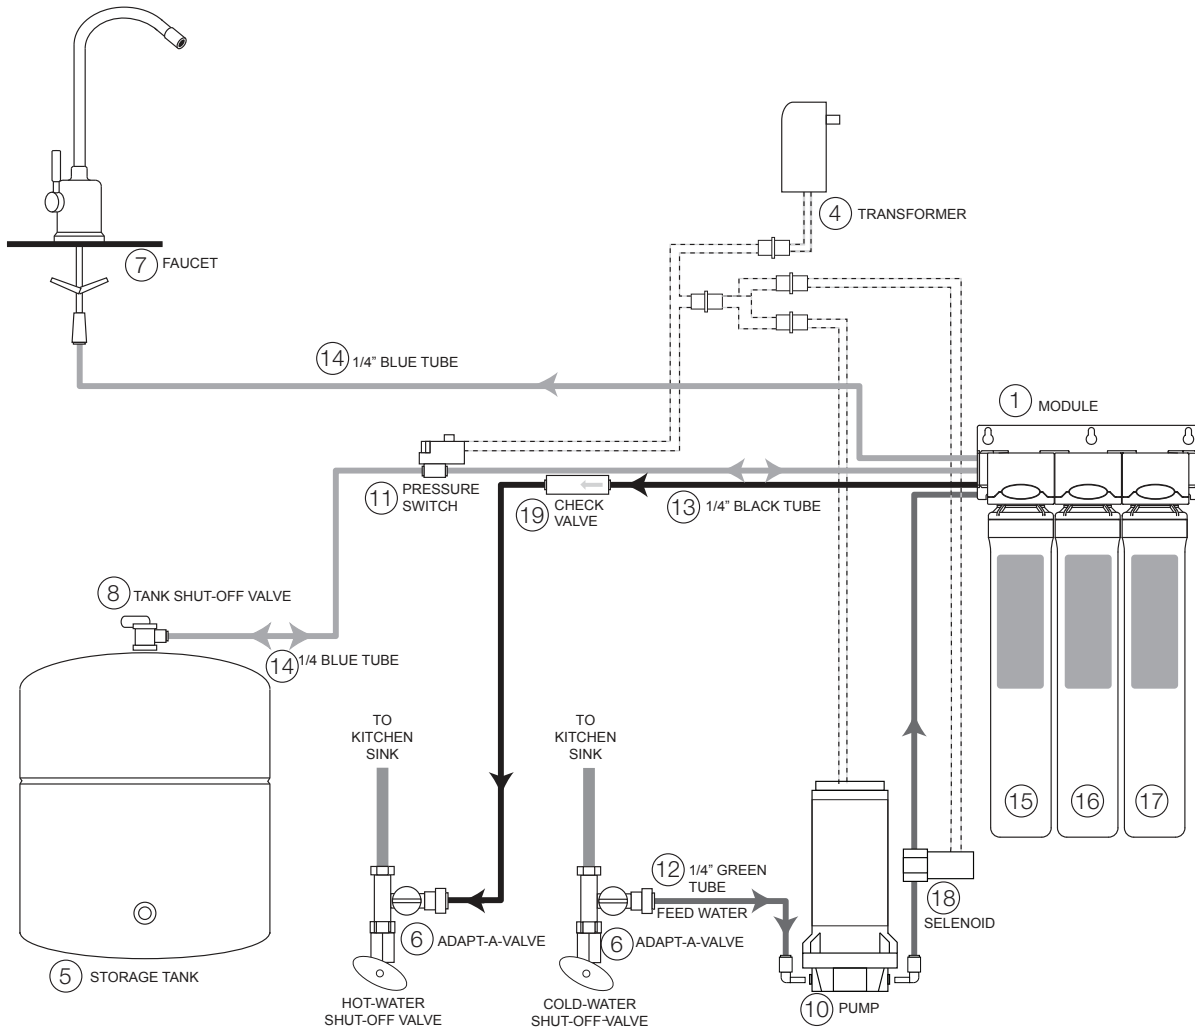 4 TRANSFORMER
7 FAUCET
14 1/4” BLUE TUBE
1 MODULE
11 PRESSURE
SWITCH
19 CHECK
VALVE
13 1/4” BLACK TUBE
8 TANK SHUT-OFF VALVE
14 1/4 BLUE TUBE
TO
KITCHEN
SINK
TO
KITCHEN
SINK
15 16 17
12 1/4” GREEN
TUBE
FEED WATER
18
SELENOID
6 ADAPT-A-VALVE
6 ADAPT-A-VALVE
5 STORAGE TANK
HOT-WATER
SHUT-OFF VALVE
COLD-WATER
SHUT-OFF-VALVE
10 PUMP